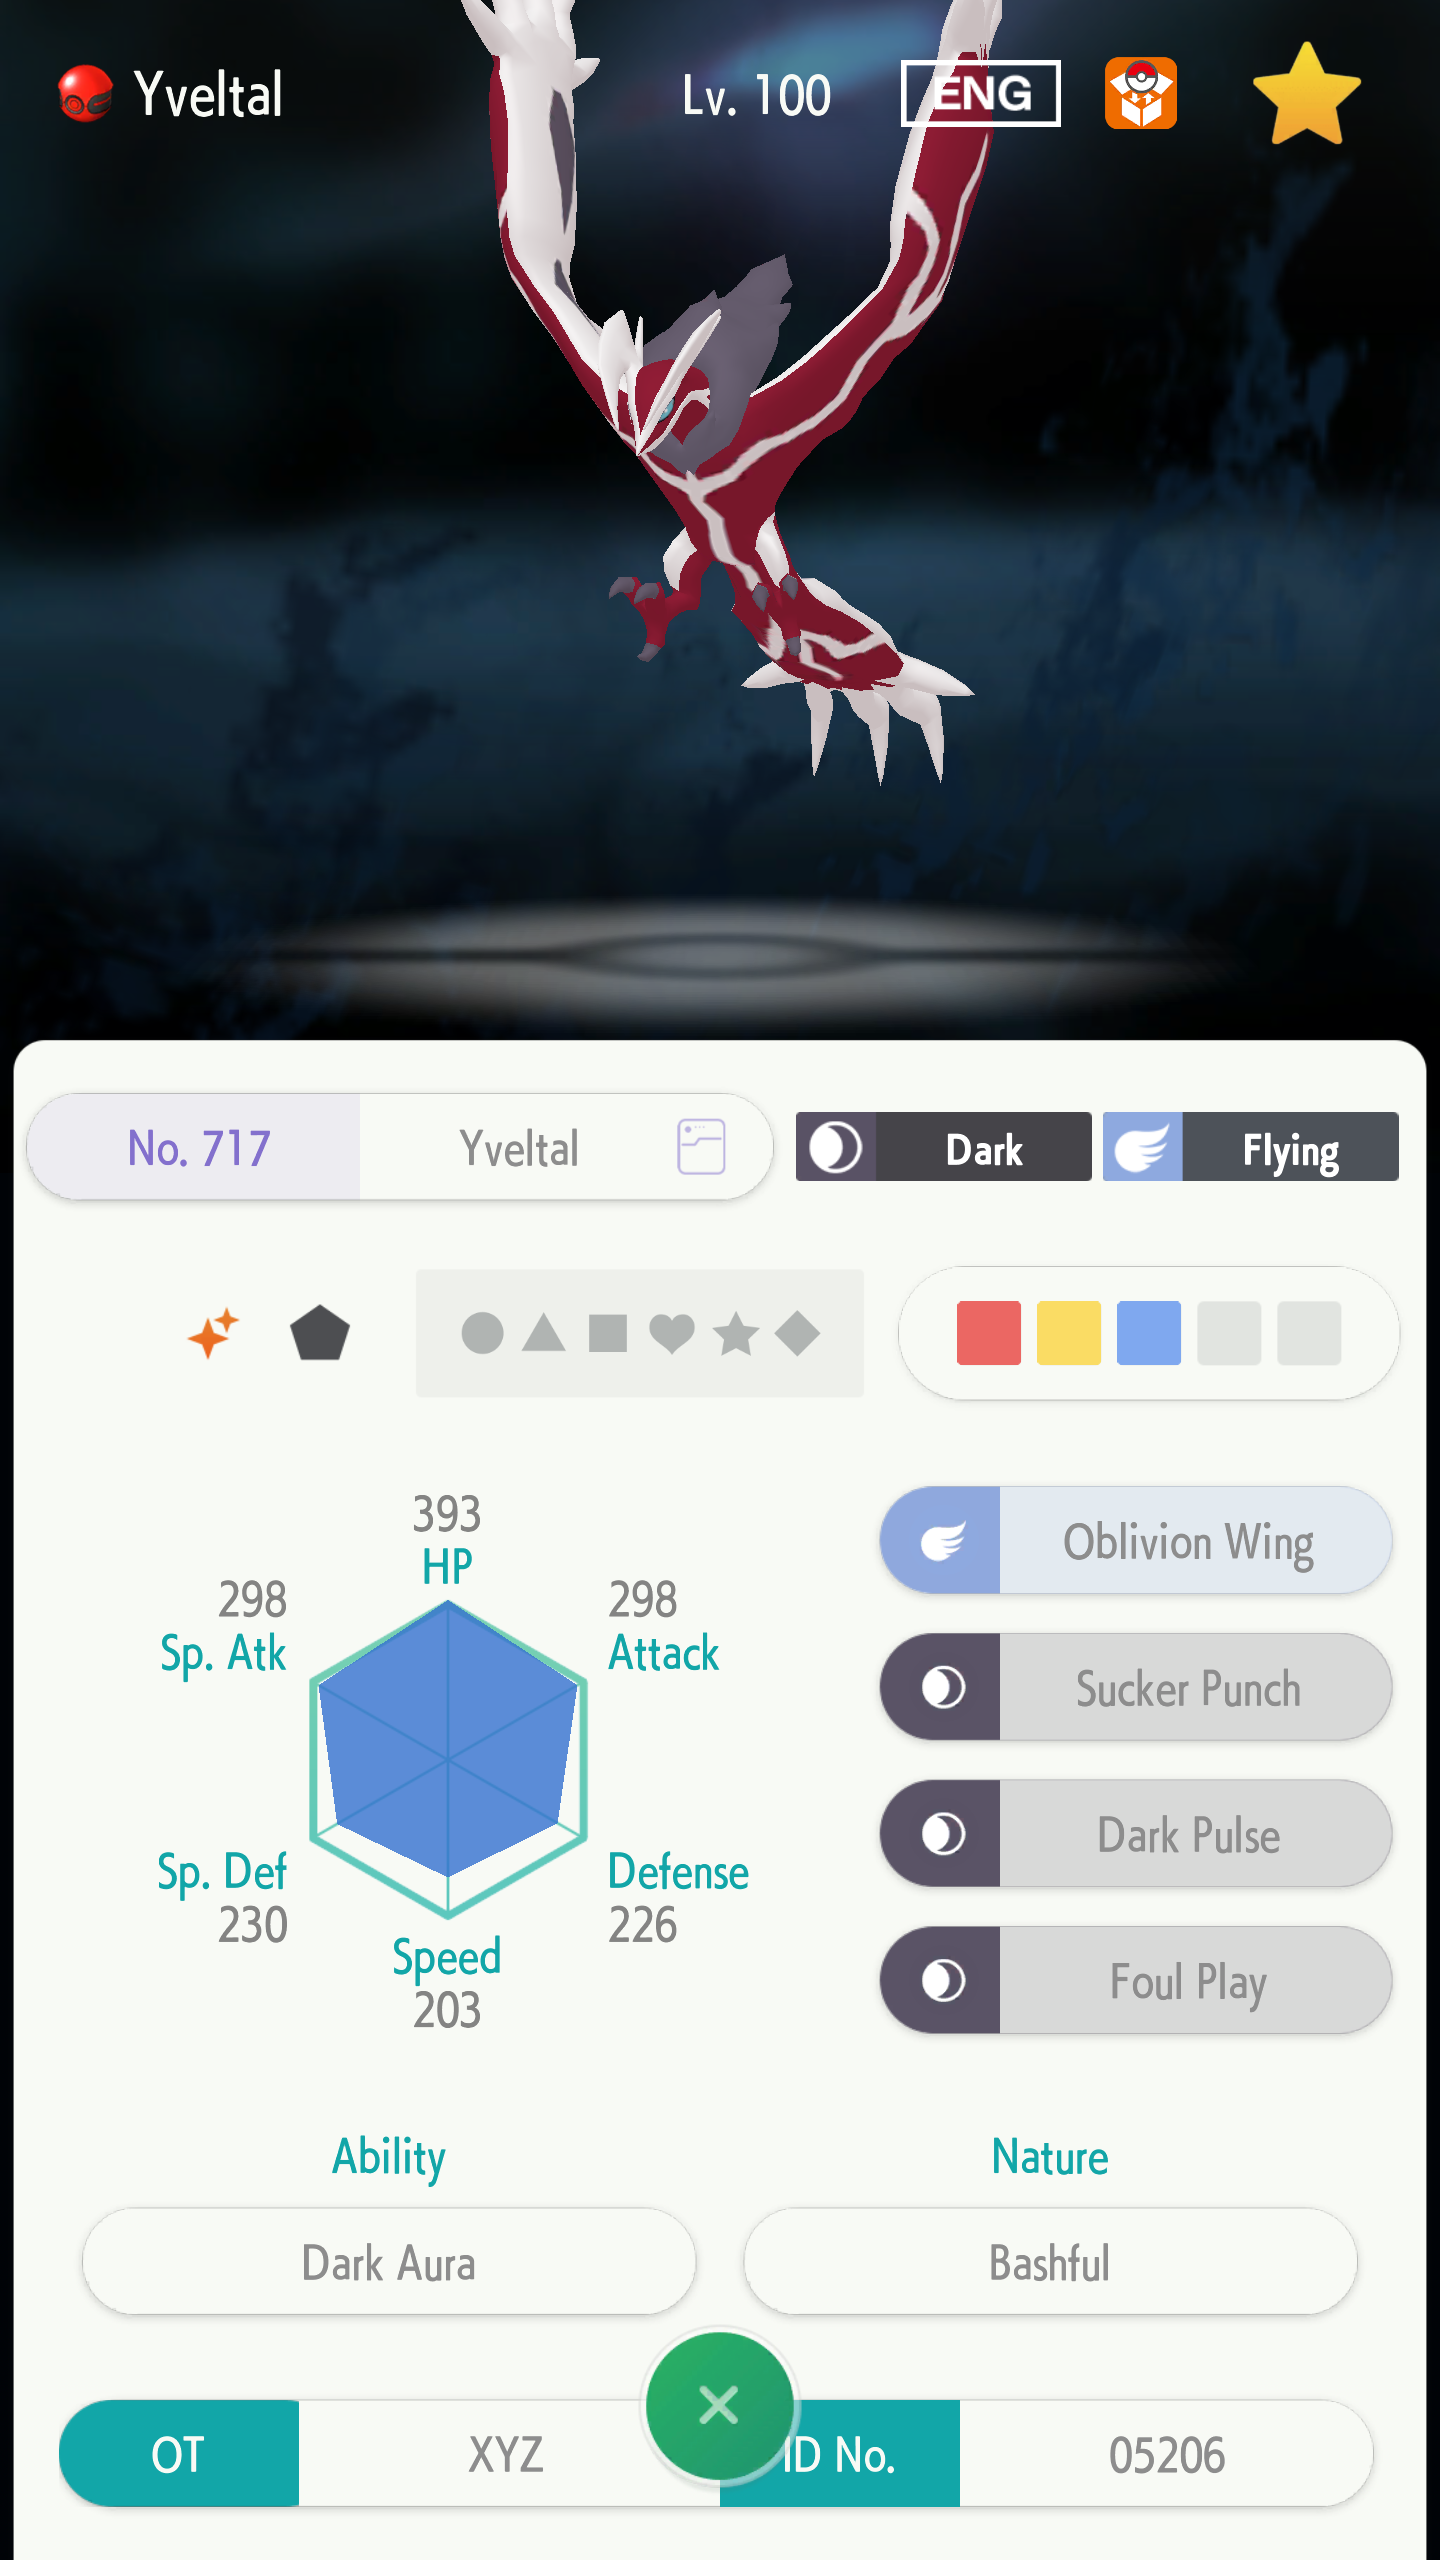 Yveltal
Lv. 100
ENG
No. 717
Yveltal
Dark
Flying
393
HP
298
Sp. Atk
298
Attack
Sp. Def
230
Defense
226
Speed
203
Oblivion Wing
Sucker Punch
Dark Pulse
Foul Play
Ability
Nature
Dark Aura
Bashful
OT
XYZ
ID No.
05206